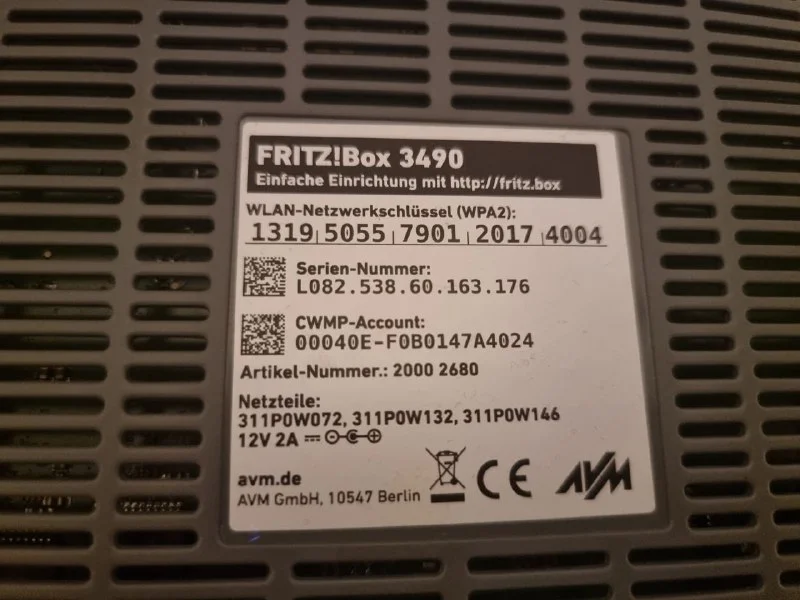 FRITZ!Box 3490
Einfache Einrichtung mit http://fritz.box
WLAN-Netzwerkschlüssel (WPA2):
1319 5055 7901 2017 4004
Serien-Nummer:
L082.538.60.163.176
CWMP-Account:
00040E-F0B0147A4024
Artikel-Nummer.: 2000 2680
Netzteile:
311P0W072, 311P0W132, 311P0W146
12V 2A
avm.de
AVM GmbH, 10547 Berlin
CE
AVM